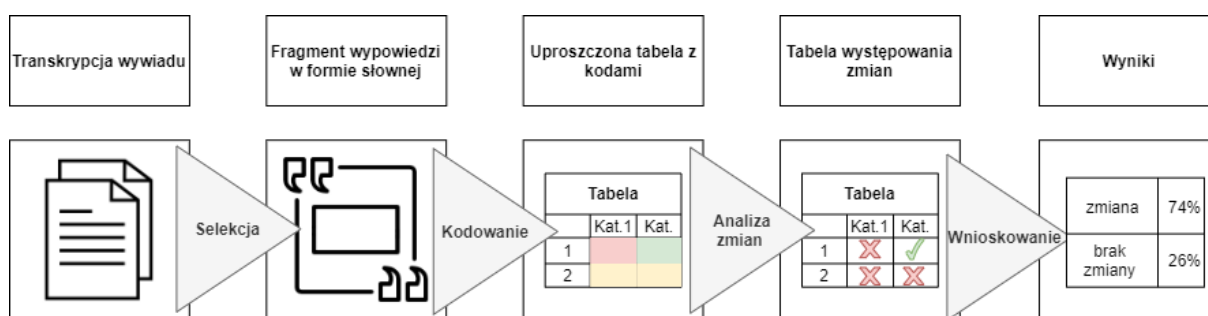 Transkrypcja wywiadu
Fragment wypowiedzi
w formie słownej
Uproszczona tabela z
kodami
Tabela występowania
zmian
Wyniki
Selekcja
Kodowanie
Tabela
Kat.1 Kat.
1
2
Analiza
zmian
Tabela
Kat.1 Kat.
1
2
Wnioskowanie
zmiana 74%
brak
zmiany 26%